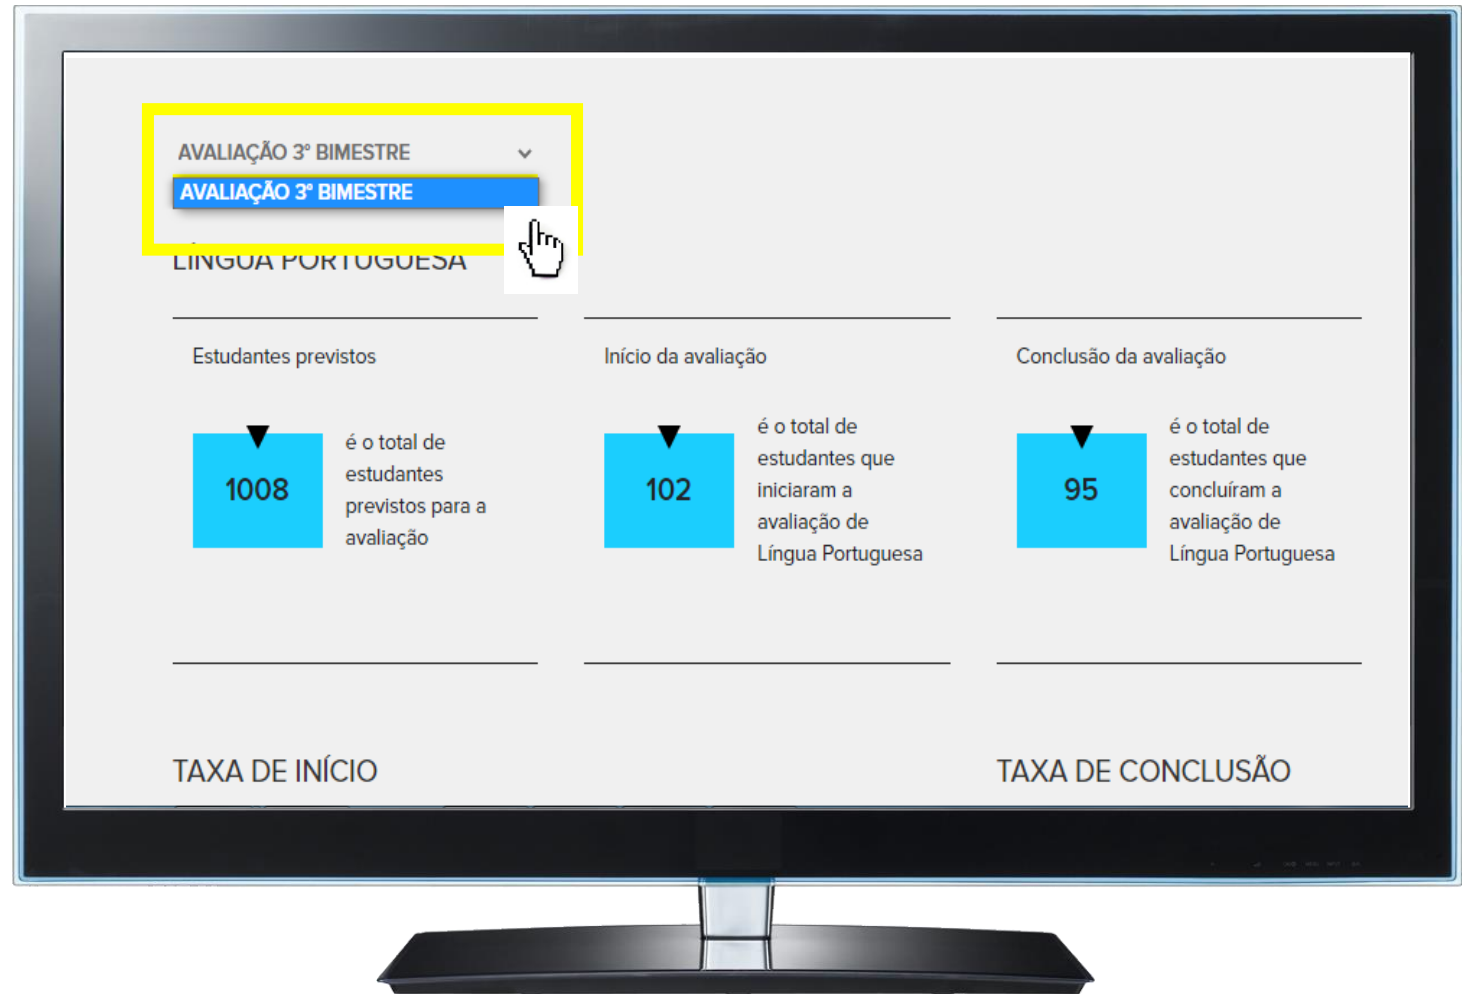 AVALIAÇÃO 3º BIMESTRE
AVALIAÇÃO 3º BIMESTRE
LÍNGUA PORTUGUESA
Estudantes previstos
1008
é o total de
estudantes
previstos para a
avaliação
Início da avaliação
102
é o total de
estudantes que
iniciaram a
avaliação de
Língua Portuguesa
Conclusão da avaliação
95
é o total de
estudantes que
concluíram a
avaliação de
Língua Portuguesa
TAXA DE INÍCIO
TAXA DE CONCLUSÃO